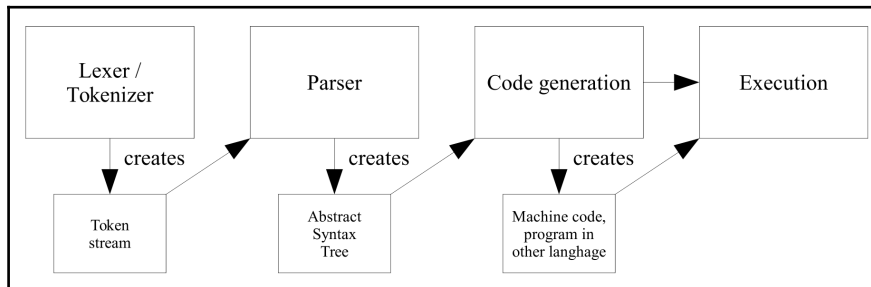 Lexer /
Tokenizer
Parser
Code generation
Execution
creates
creates
creates
Token
stream
Abstract
Syntax
Tree
Machine code,
program in
other langhage